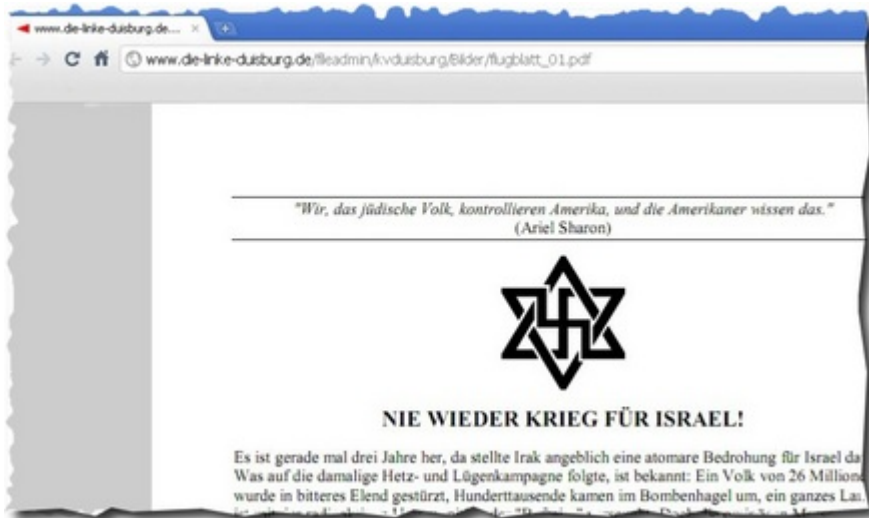 www.die-linke-duisburg.de...
www.die-linke-duisburg.de/fileadmin/kvduisburg/Bilder/flugblatt_01.pdf
"Wir, das jüdische Volk, kontrollieren Amerika, und die Amerikaner wissen das."
(Ariel Sharon)
NIE WIEDER KRIEG FÜR ISRAEL!
Es ist gerade mal drei Jahre her, da stellte Irak angeblich eine atomare Bedrohung für Israel da
Was auf die damalige Hetz- und Lügenkampagne folgte, ist bekannt: Ein Volk von 26 Millione
wurde in bitteres Elend gestürzt, Hunderttausende kamen im Bombenhagel um, ein ganzes La